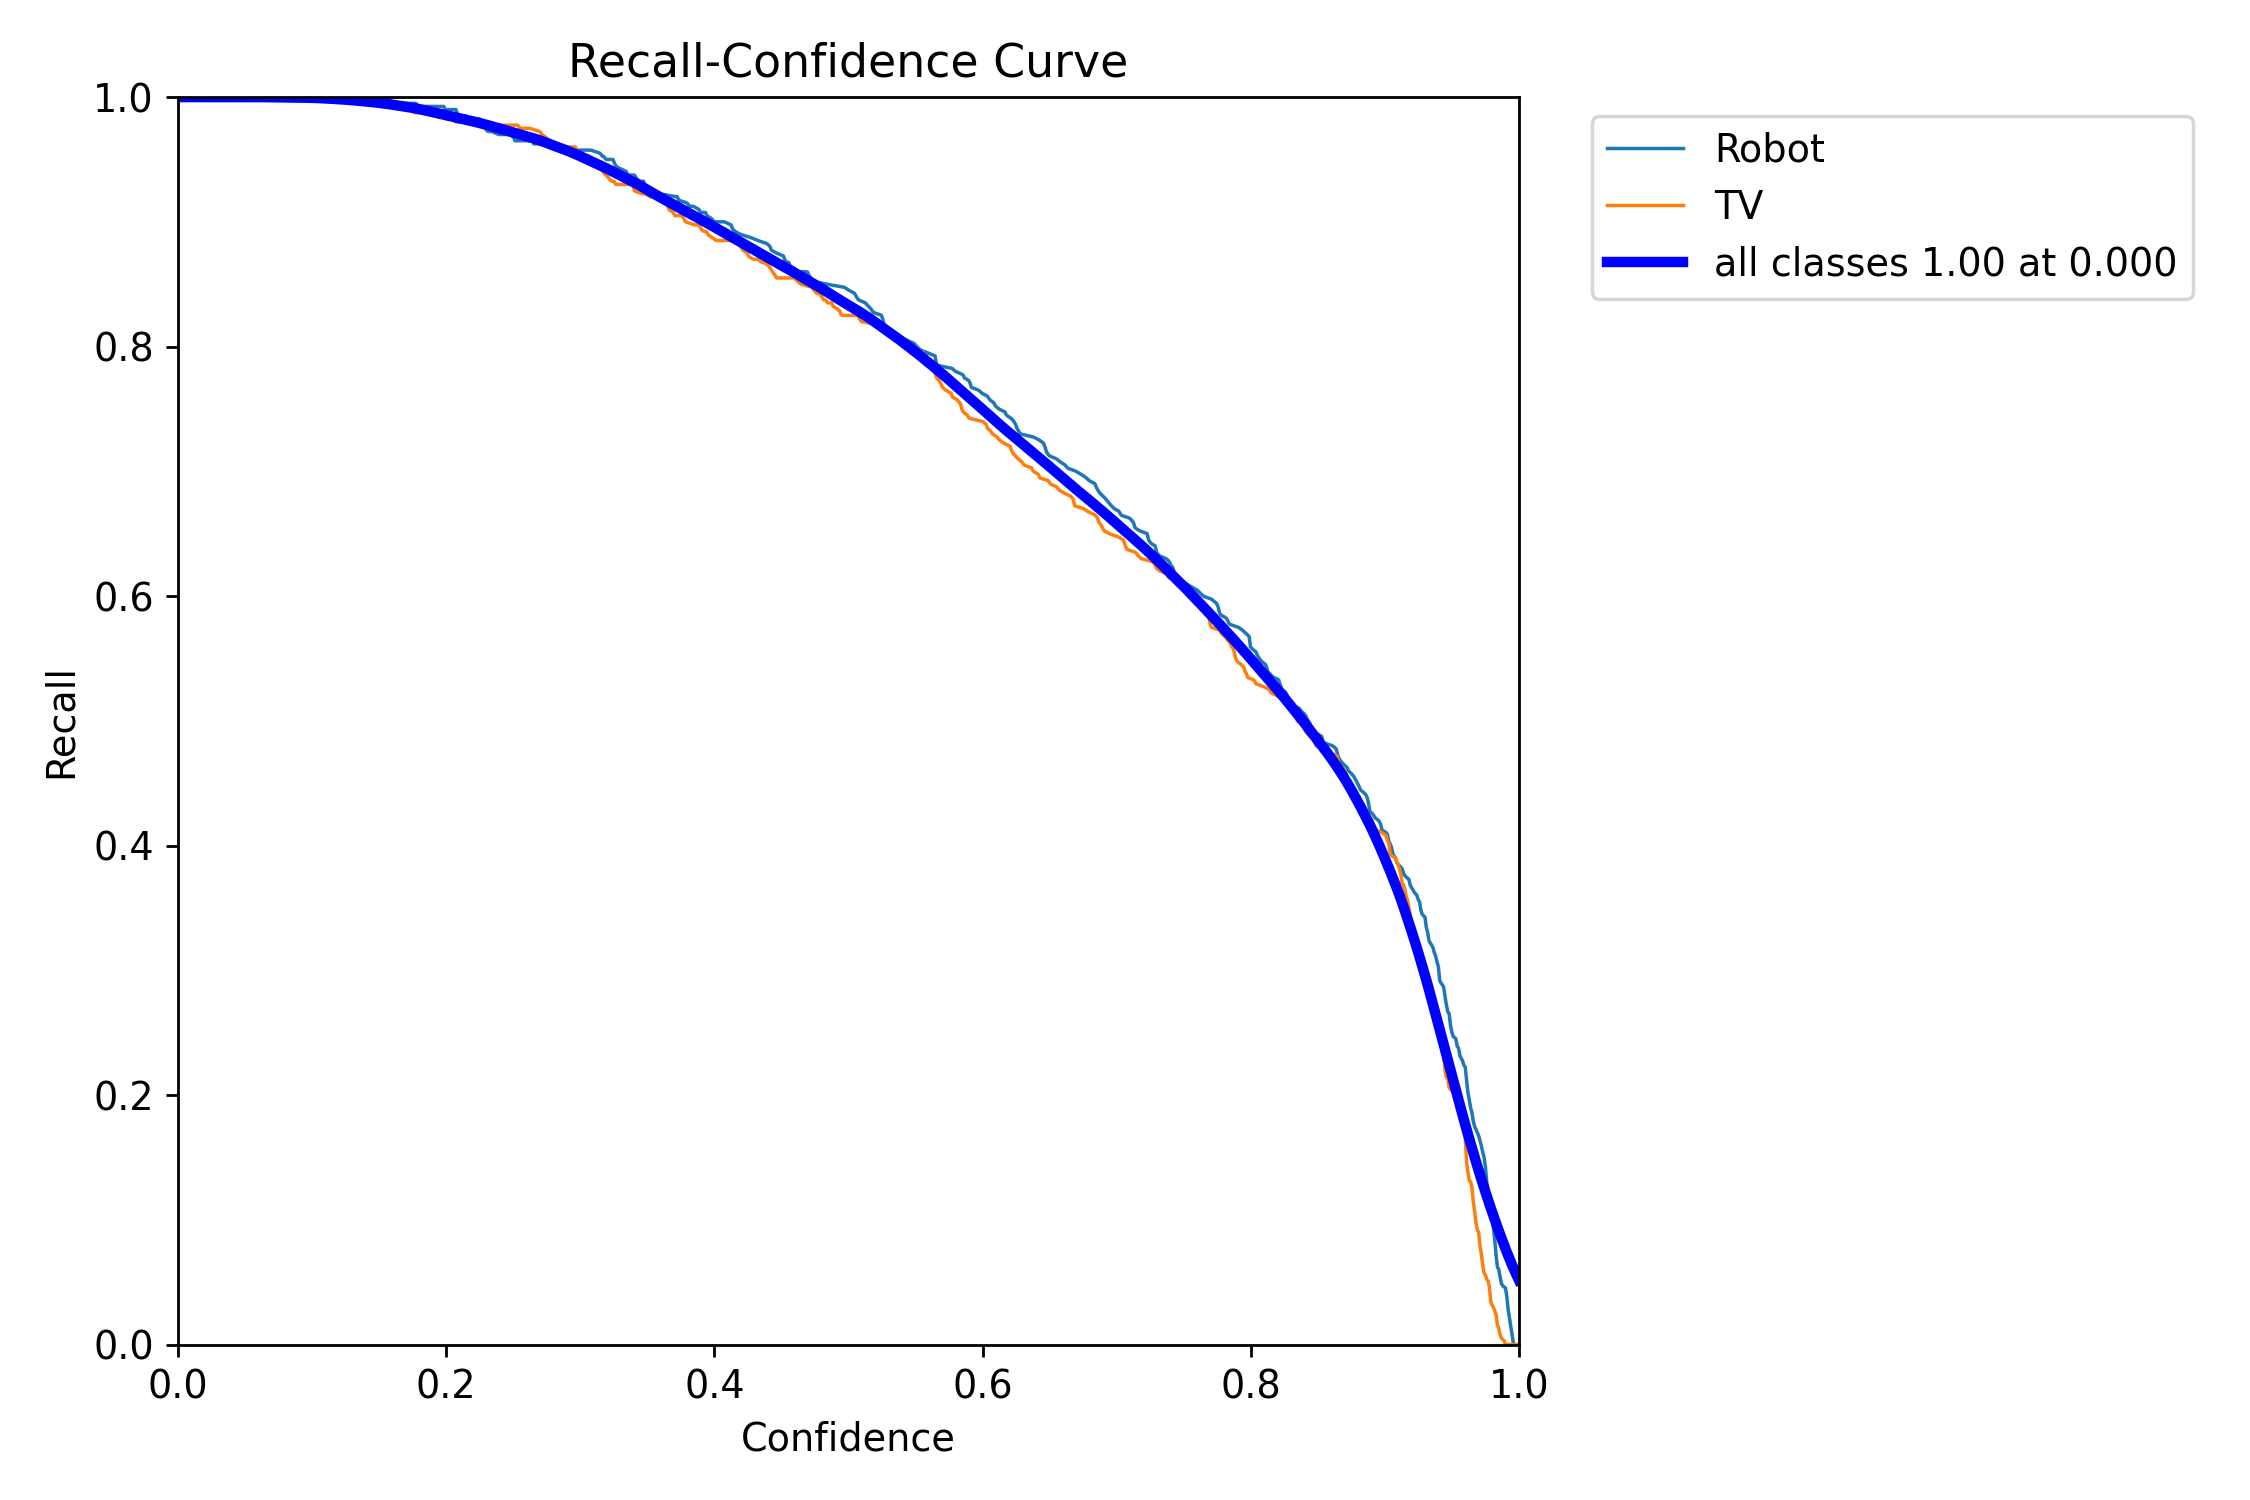 Recall-Confidence Curve
Robot
TV
all classes 1.00 at 0.000
1.0
0.8
0.6
0.4
0.2
0.0
Recall
0.0 0.2 0.4 0.6 0.8 1.0
Confidence